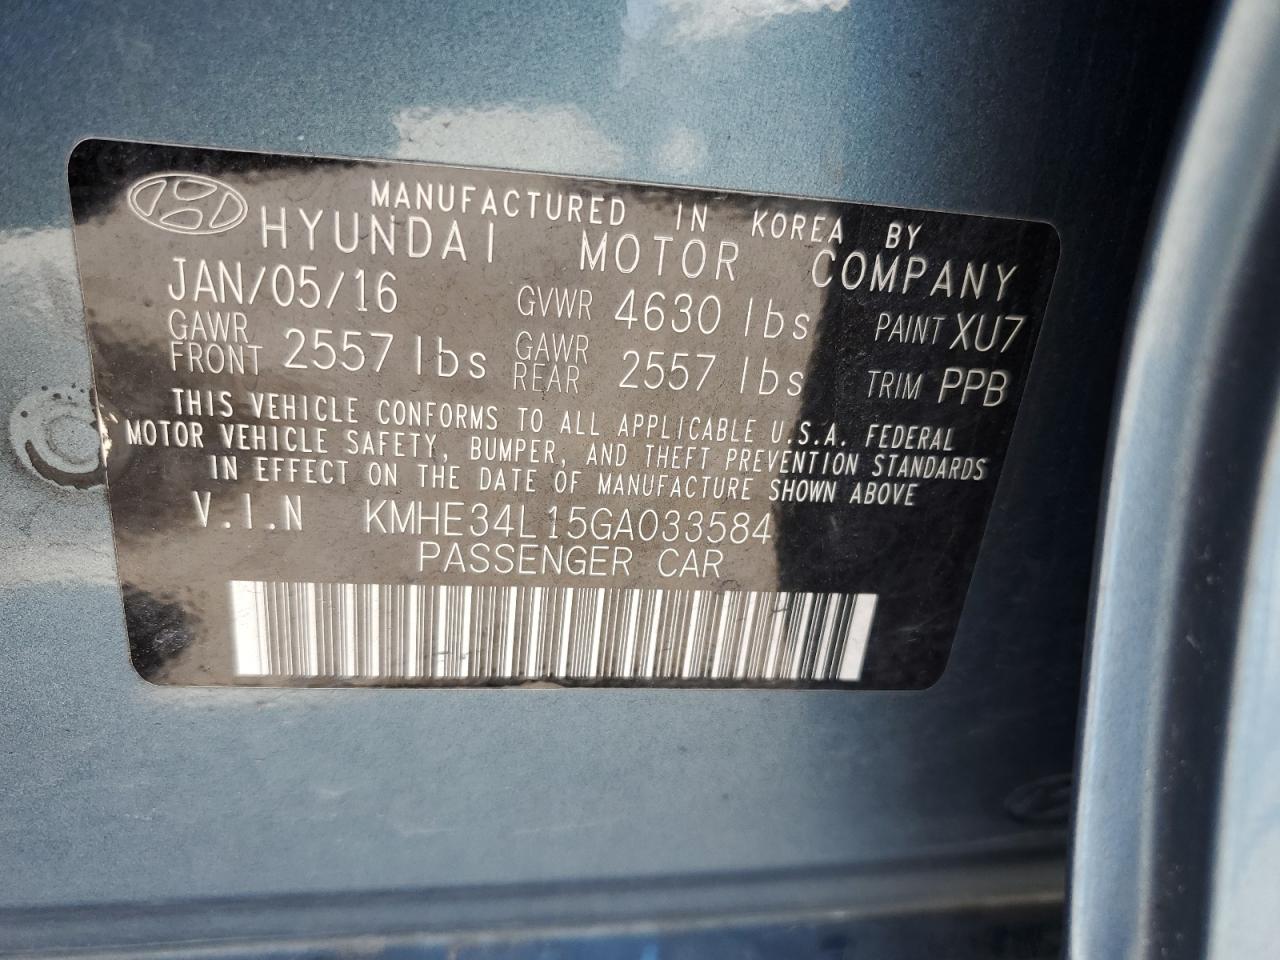 MANUFACTURED IN KOREA BY
HYUNDAI MOTOR COMPANY
JAN/05/16 GVWR 4630 lbs PAINT XU7
GAWR FRONT 2557 lbs GAWR REAR 2557 lbs TRIM PPB
THIS VEHICLE CONFORMS TO ALL APPLICABLE U.S.A. FEDERAL
MOTOR VEHICLE SAFETY, BUMPER, AND THEFT PREVENTION STANDARDS
IN EFFECT ON THE DATE OF MANUFACTURE SHOWN ABOVE
V.I.N KMHE34L15GA033584
PASSENGER CAR